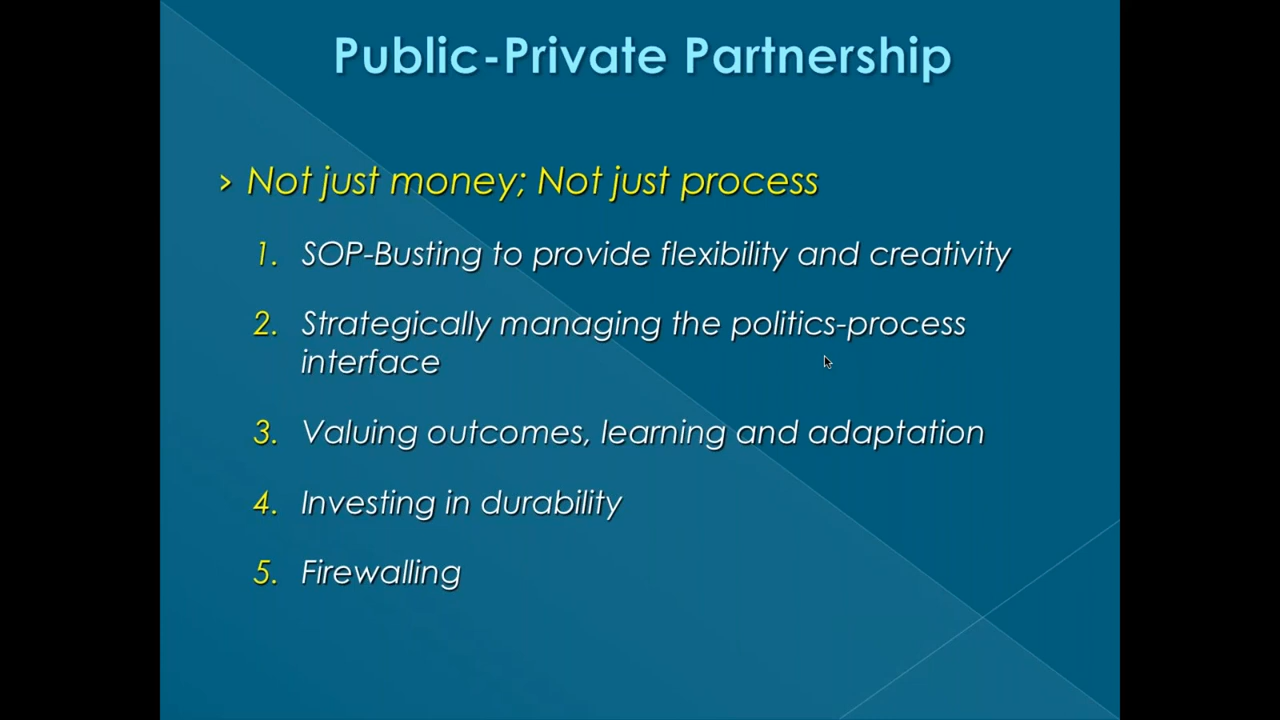 Public-Private Partnership
› Not just money; Not just process
1. SOP-Busting to provide flexibility and creativity
2. Strategically managing the politics-process
interface
3. Valuing outcomes, learning and adaptation
4. Investing in durability
5. Firewalling